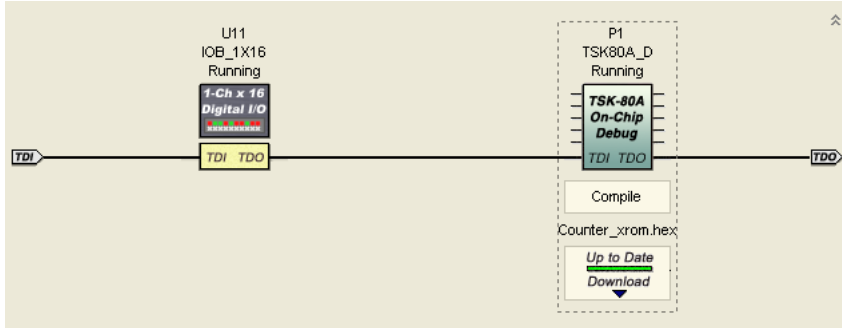 U11
IOB_1X16
Running
1-Ch x 16
Digital I/O
TDI TDO
P1
TSK80A_D
Running
TSK-80A
On-Chip
Debug
TDI TDO
TDI
TDO
Compile
Counter_xrom.hex
Up to Date
Download